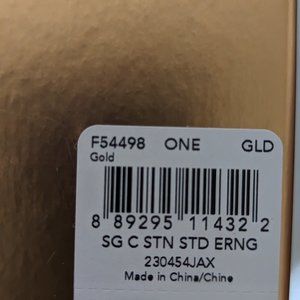 F54498 ONE GLD
Gold
8 89295 11432 2
SG C STN STD ERNG
230454JAX
Made in China/Chine